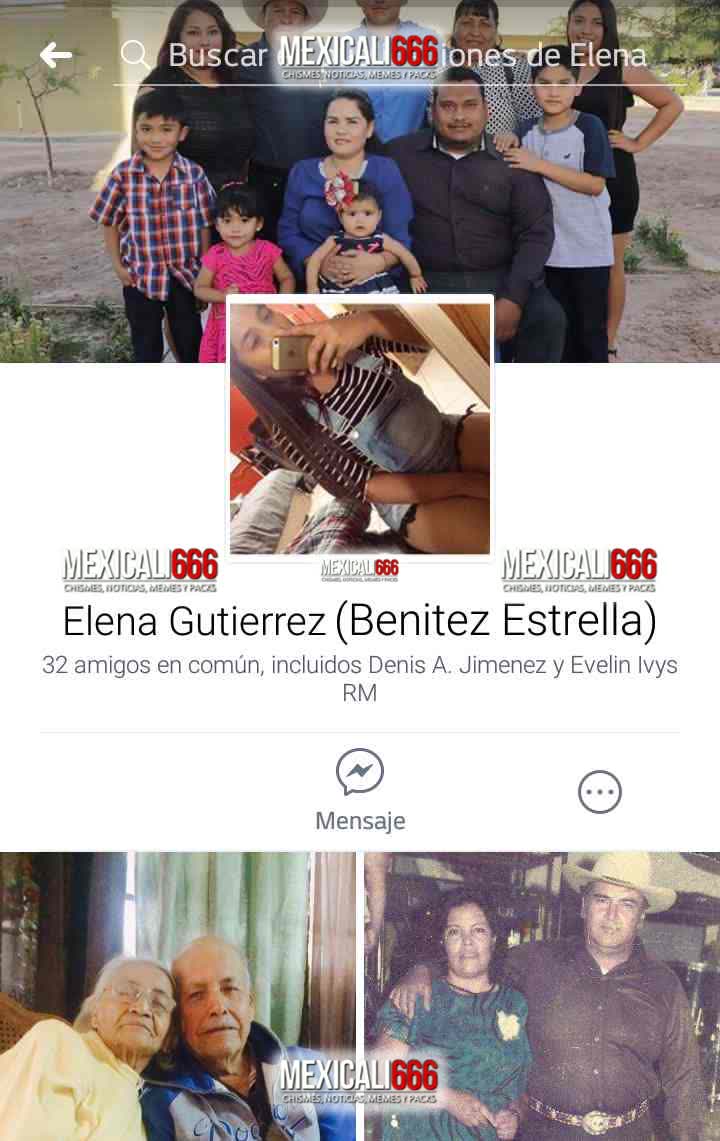 Buscar MEXICALI666 iones de Elena
CHISMES, NOTICIAS, MEMES Y PACKS
MEXICALI666
CHISMES, NOTICIAS, MEMES Y PACKS
MEXICALI666
CHISMES, NOTICIAS, MEMES Y PACKS
MEXICALI666
CHISMES, NOTICIAS, MEMES Y PACKS
Elena Gutierrez (Benitez Estrella)
32 amigos en común, incluidos Denis A. Jimenez y Evelin Ivys
RM
Mensaje
MEXICALI666
CHISMES, NOTICIAS, MEMES Y PACKS